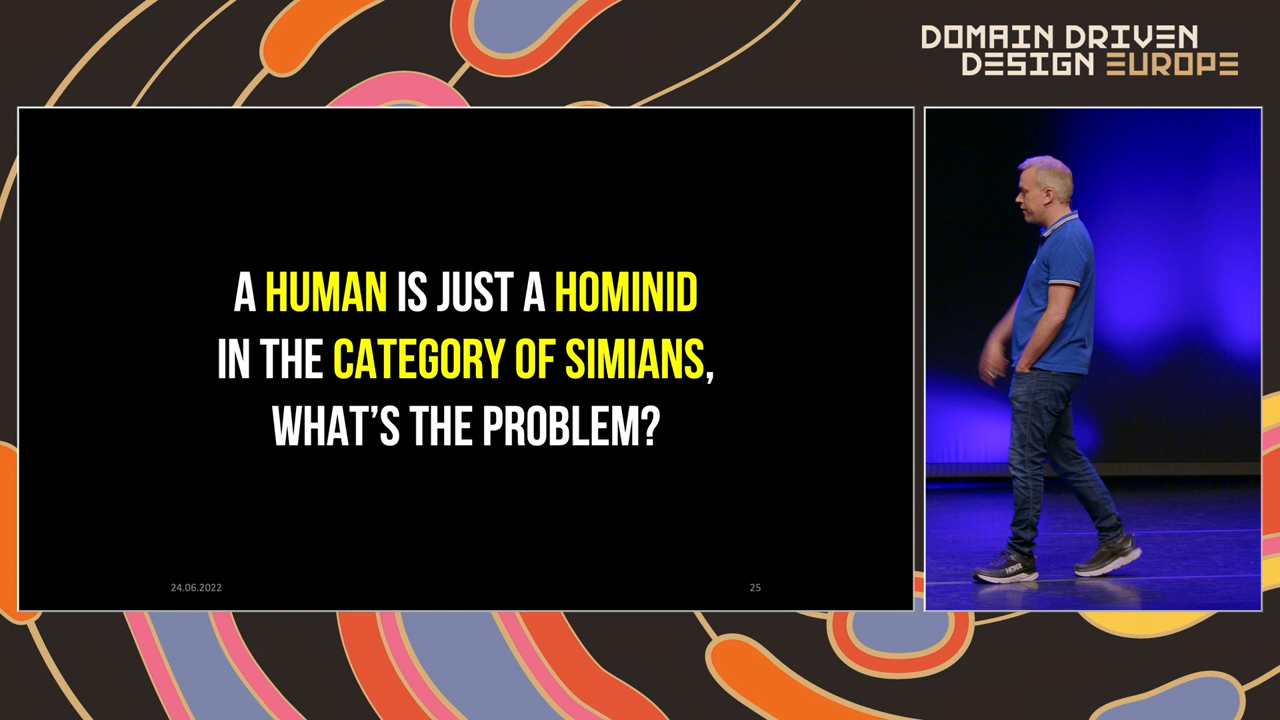 DOMAIN DRIVEN
DESIGN EUROPE
A HUMAN IS JUST A HOMINID
IN THE CATEGORY OF SIMIANS,
WHAT'S THE PROBLEM?
24.06.2022
25
HOKA